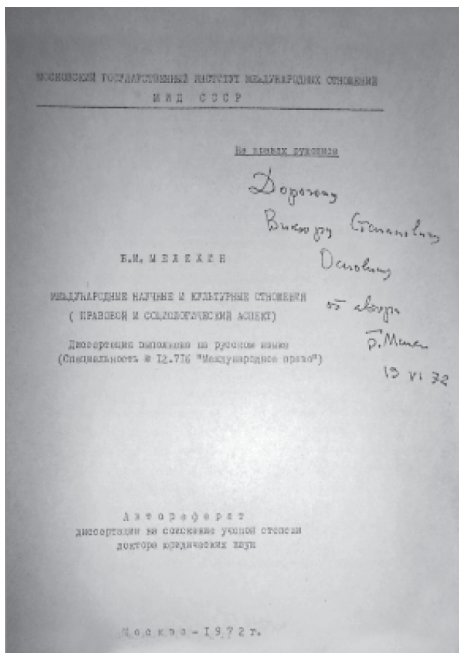 МОСКОВСКИЙ ГОСУДАРСТВЕННЫЙ ИНСТИТУТ МЕЖДУНАРОДНЫХ ОТНОШЕНИЙ
МИД СССР
На правах рукописи
Дорогому
Виктору Степановичу
от автора
19 VI 72
Б.И. МЕЛЕХИН
МЕЖДУНАРОДНЫЕ НАУЧНЫЕ И КУЛЬТУРНЫЕ ОТНОШЕНИЯ
( ПРАВОВОЙ И СОЦИОЛОГИЧЕСКИЙ АСПЕКТ)
Диссертация выполнена на русском языке
(Специальность № 12.716 "Международное право")
Автореферат
диссертации на соискание ученой степени
доктора юридических наук
Москва-1972г.